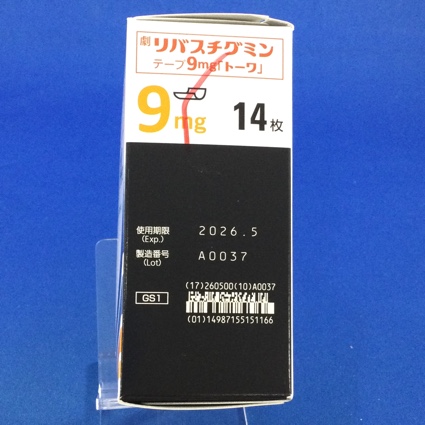 劇 リバスチグミン
テープ9mg「トーワ」
9mg 14枚
使用期限 2026.5
(Exp.)
製造番号 A0037
(Lot)
(17)260500(10)A0037
GS1
(01)14987155151166